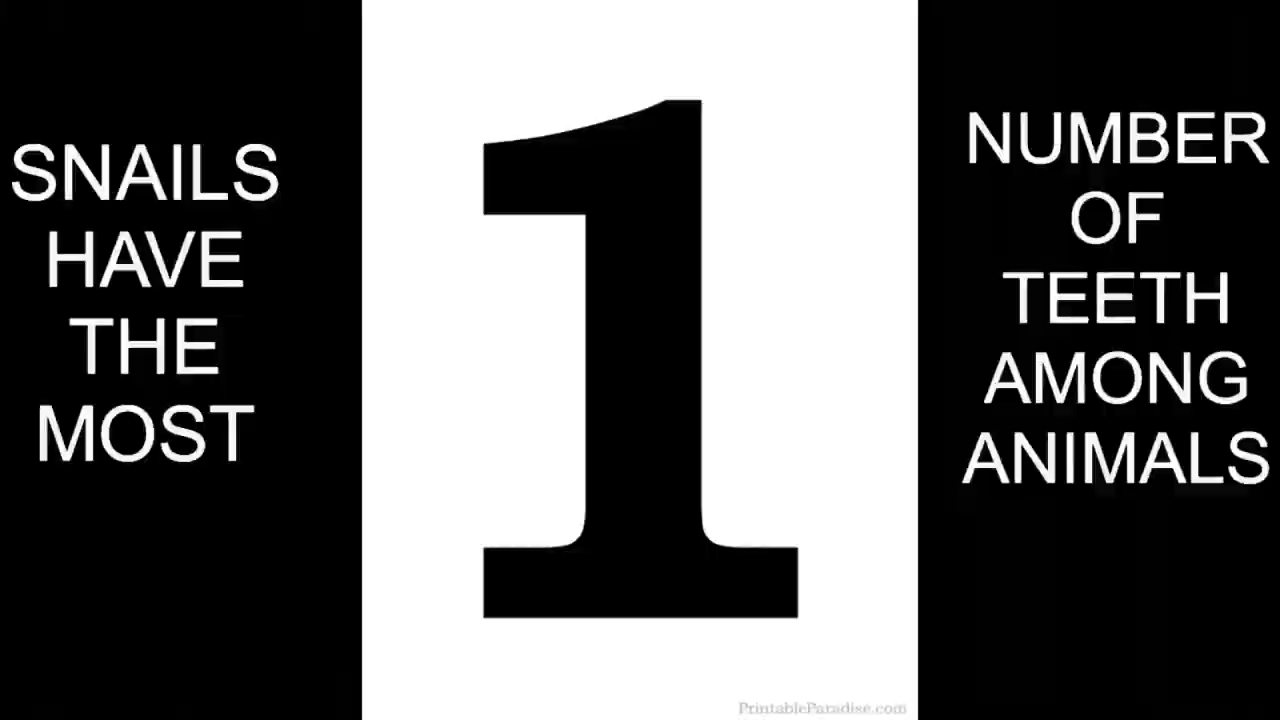 SNAILS
HAVE
THE
MOST
1
NUMBER
OF
TEETH
AMONG
ANIMALS
PrintableParadise.com